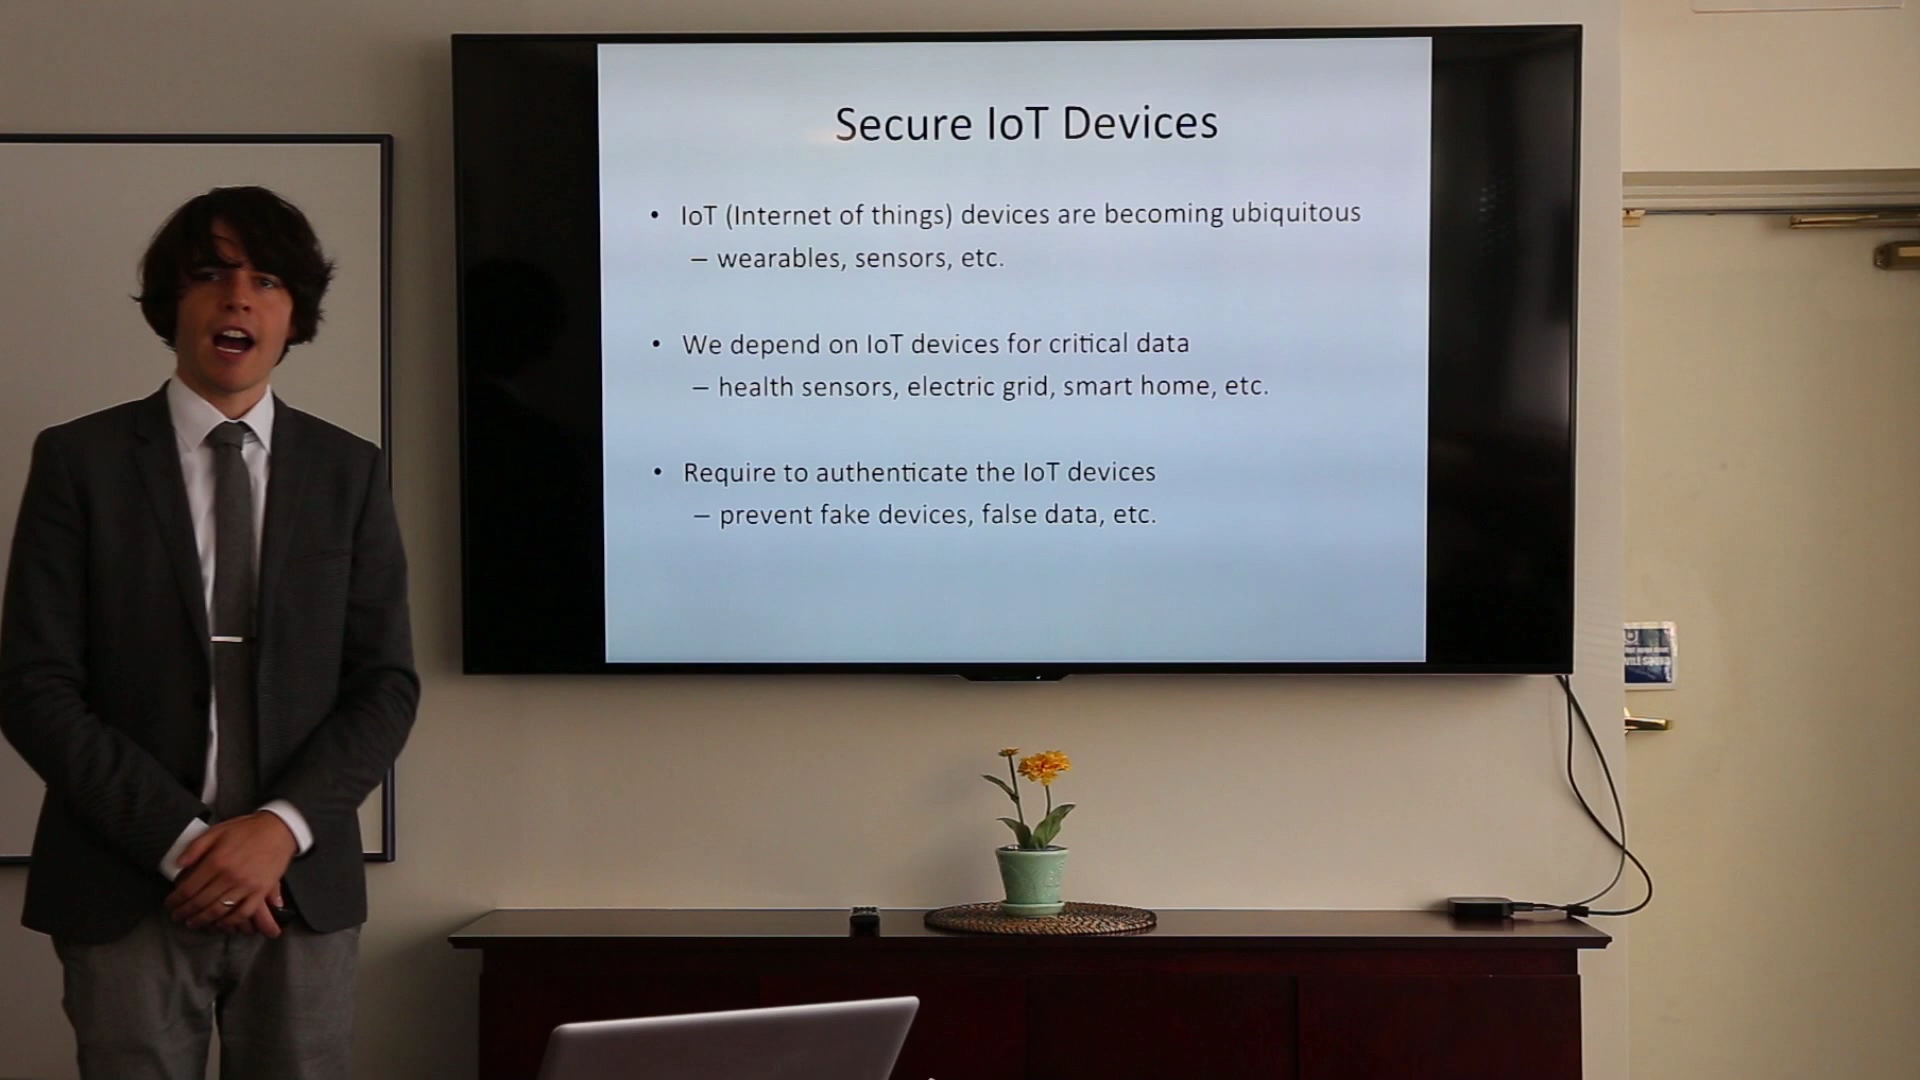 Secure IoT Devices
• IoT (Internet of things) devices are becoming ubiquitous
– wearables, sensors, etc.
• We depend on IoT devices for critical data
– health sensors, electric grid, smart home, etc.
• Require to authenticate the IoT devices
– prevent fake devices, false data, etc.